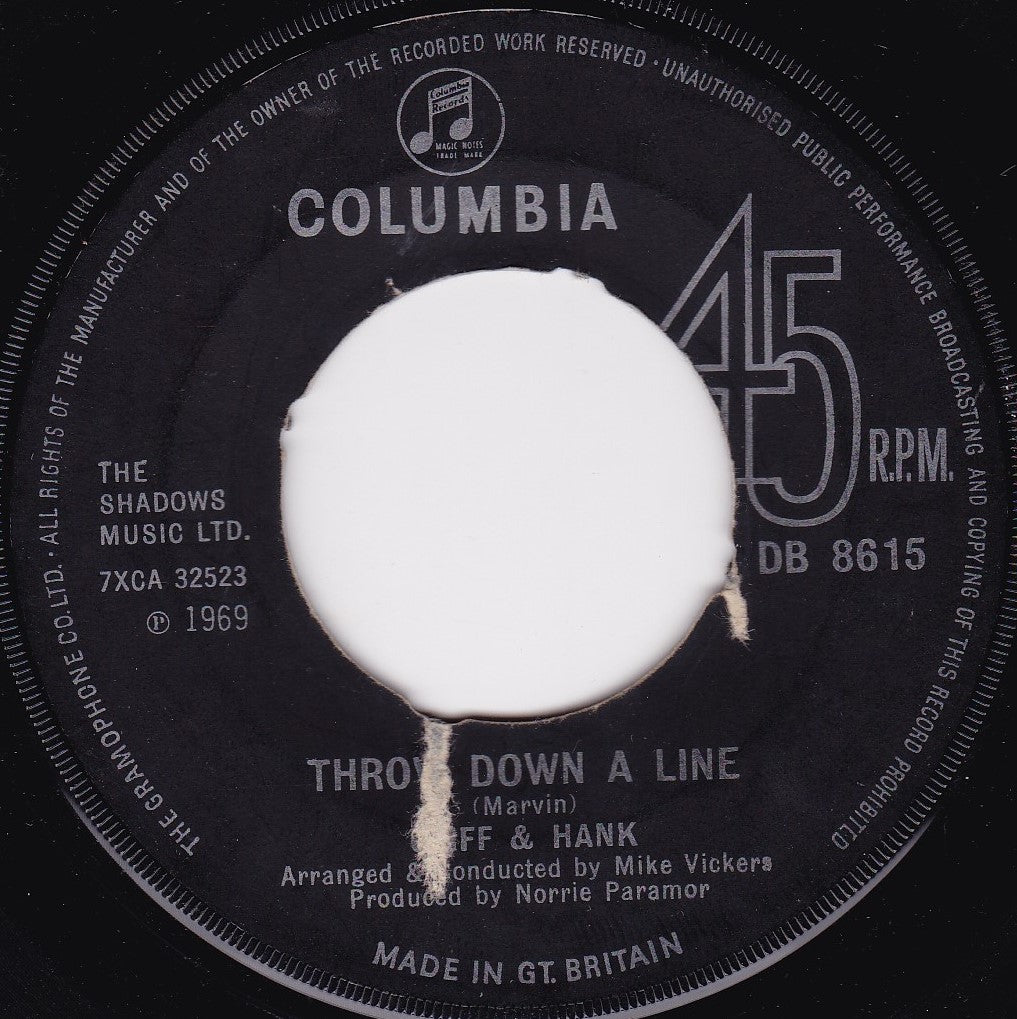 THE GRAMOPHONE CO. LTD. · ALL RIGHTS OF THE MANUFACTURER AND OF THE OWNER OF THE RECORDED WORK RESERVED · UNAUTHORISED PUBLIC PERFORMANCE BROADCASTING AND COPYING OF THIS RECORD PROHIBITED
Columbia
Records
MAGIC NOTES
TRADE MARK
COLUMBIA
45
R.P.M.
THE
SHADOWS
MUSIC LTD.
7XCA 32523
℗ 1969
DB 8615
DOWN A LINE
(Marvin)
& HANK
Arranged & Conducted by Mike Vickers
Produced by Norrie Paramor
MADE IN GT. BRITAIN